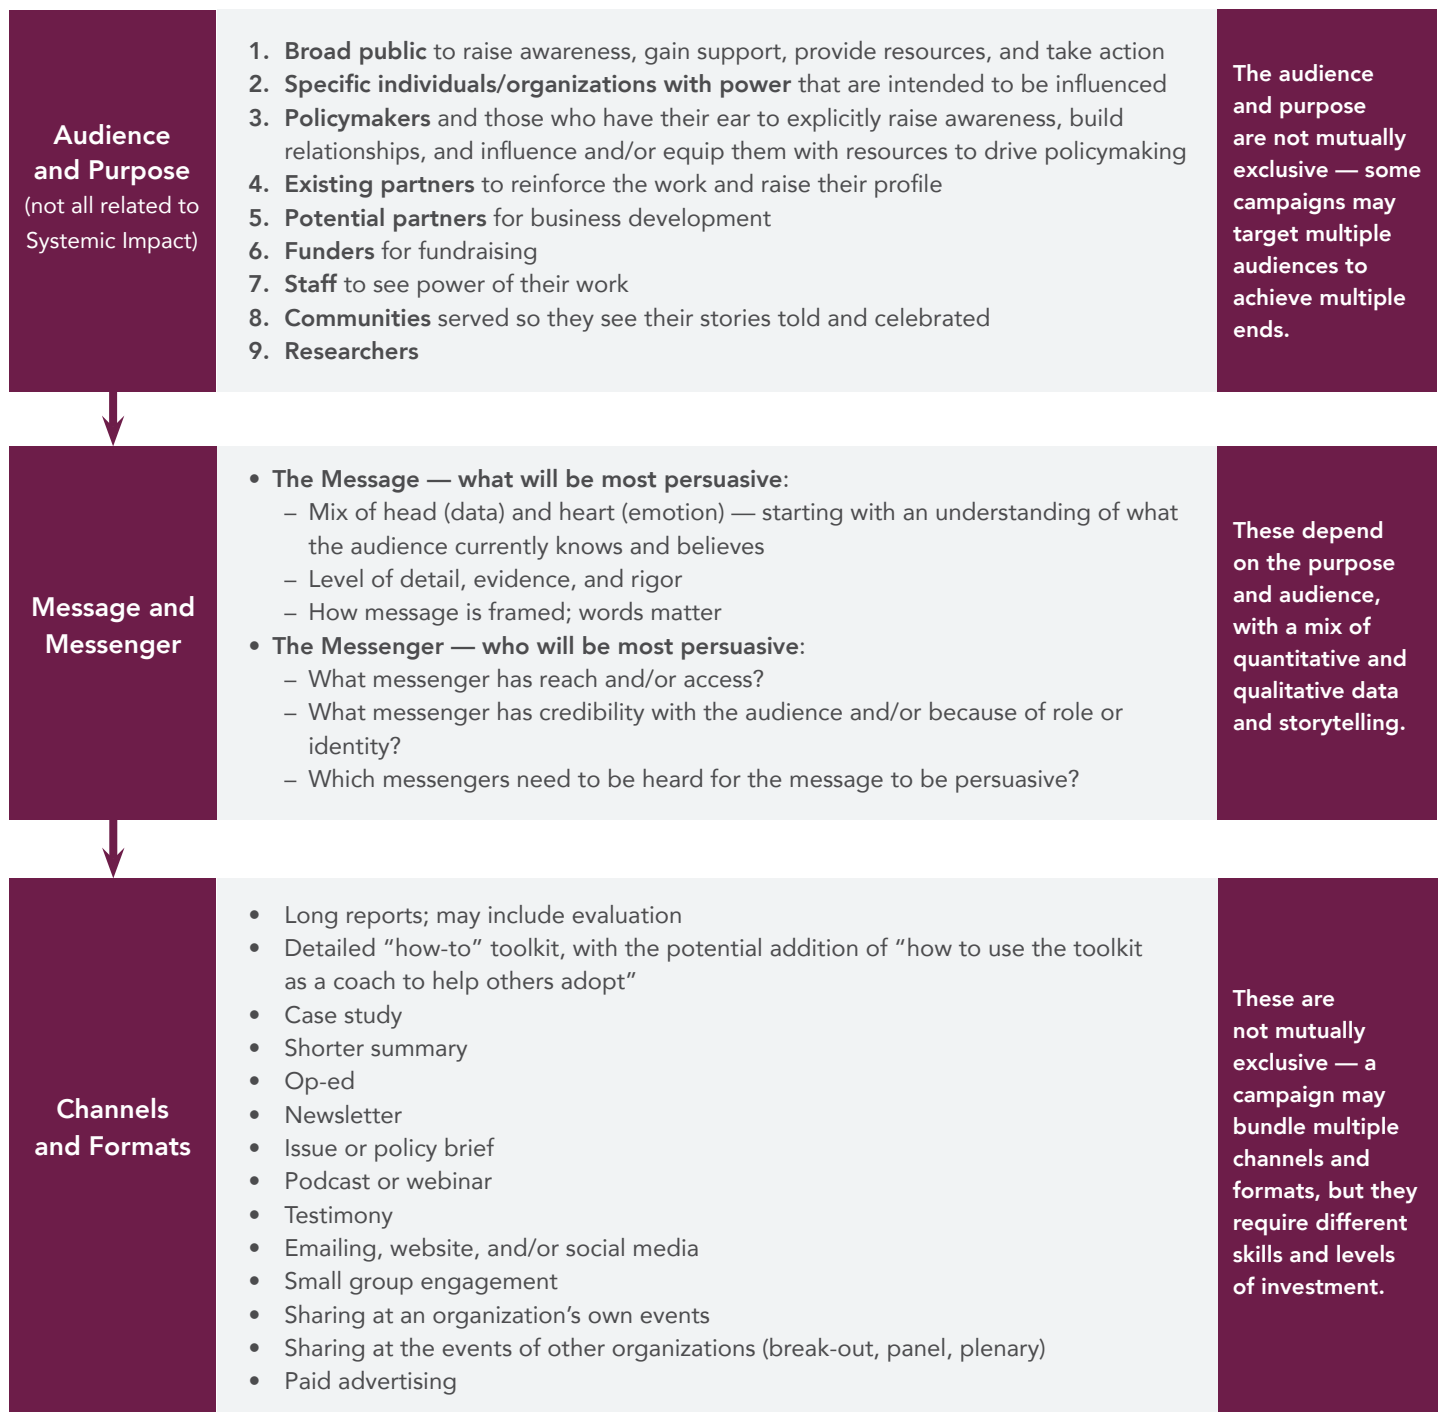 Audience
and Purpose
(not all related to
Systemic Impact)
1. Broad public to raise awareness, gain support, provide resources, and take action
2. Specific individuals/organizations with power that are intended to be influenced
3. Policymakers and those who have their ear to explicitly raise awareness, build
relationships, and influence and/or equip them with resources to drive policymaking
4. Existing partners to reinforce the work and raise their profile
5. Potential partners for business development
6. Funders for fundraising
7. Staff to see power of their work
8. Communities served so they see their stories told and celebrated
9. Researchers
The audience
and purpose
are not mutually
exclusive — some
campaigns may
target multiple
audiences to
achieve multiple
ends.
Message and
Messenger
• The Message — what will be most persuasive:
– Mix of head (data) and heart (emotion) — starting with an understanding of what
the audience currently knows and believes
– Level of detail, evidence, and rigor
– How message is framed; words matter
• The Messenger — who will be most persuasive:
– What messenger has reach and/or access?
– What messenger has credibility with the audience and/or because of role or
identity?
– Which messengers need to be heard for the message to be persuasive?
These depend
on the purpose
and audience,
with a mix of
quantitative and
qualitative data
and storytelling.
Channels
and Formats
• Long reports; may include evaluation
• Detailed “how-to” toolkit, with the potential addition of “how to use the toolkit
as a coach to help others adopt”
• Case study
• Shorter summary
• Op-ed
• Newsletter
• Issue or policy brief
• Podcast or webinar
• Testimony
• Emailing, website, and/or social media
• Small group engagement
• Sharing at an organization’s own events
• Sharing at the events of other organizations (break-out, panel, plenary)
• Paid advertising
These are
not mutually
exclusive — a
campaign may
bundle multiple
channels and
formats, but they
require different
skills and levels
of investment.